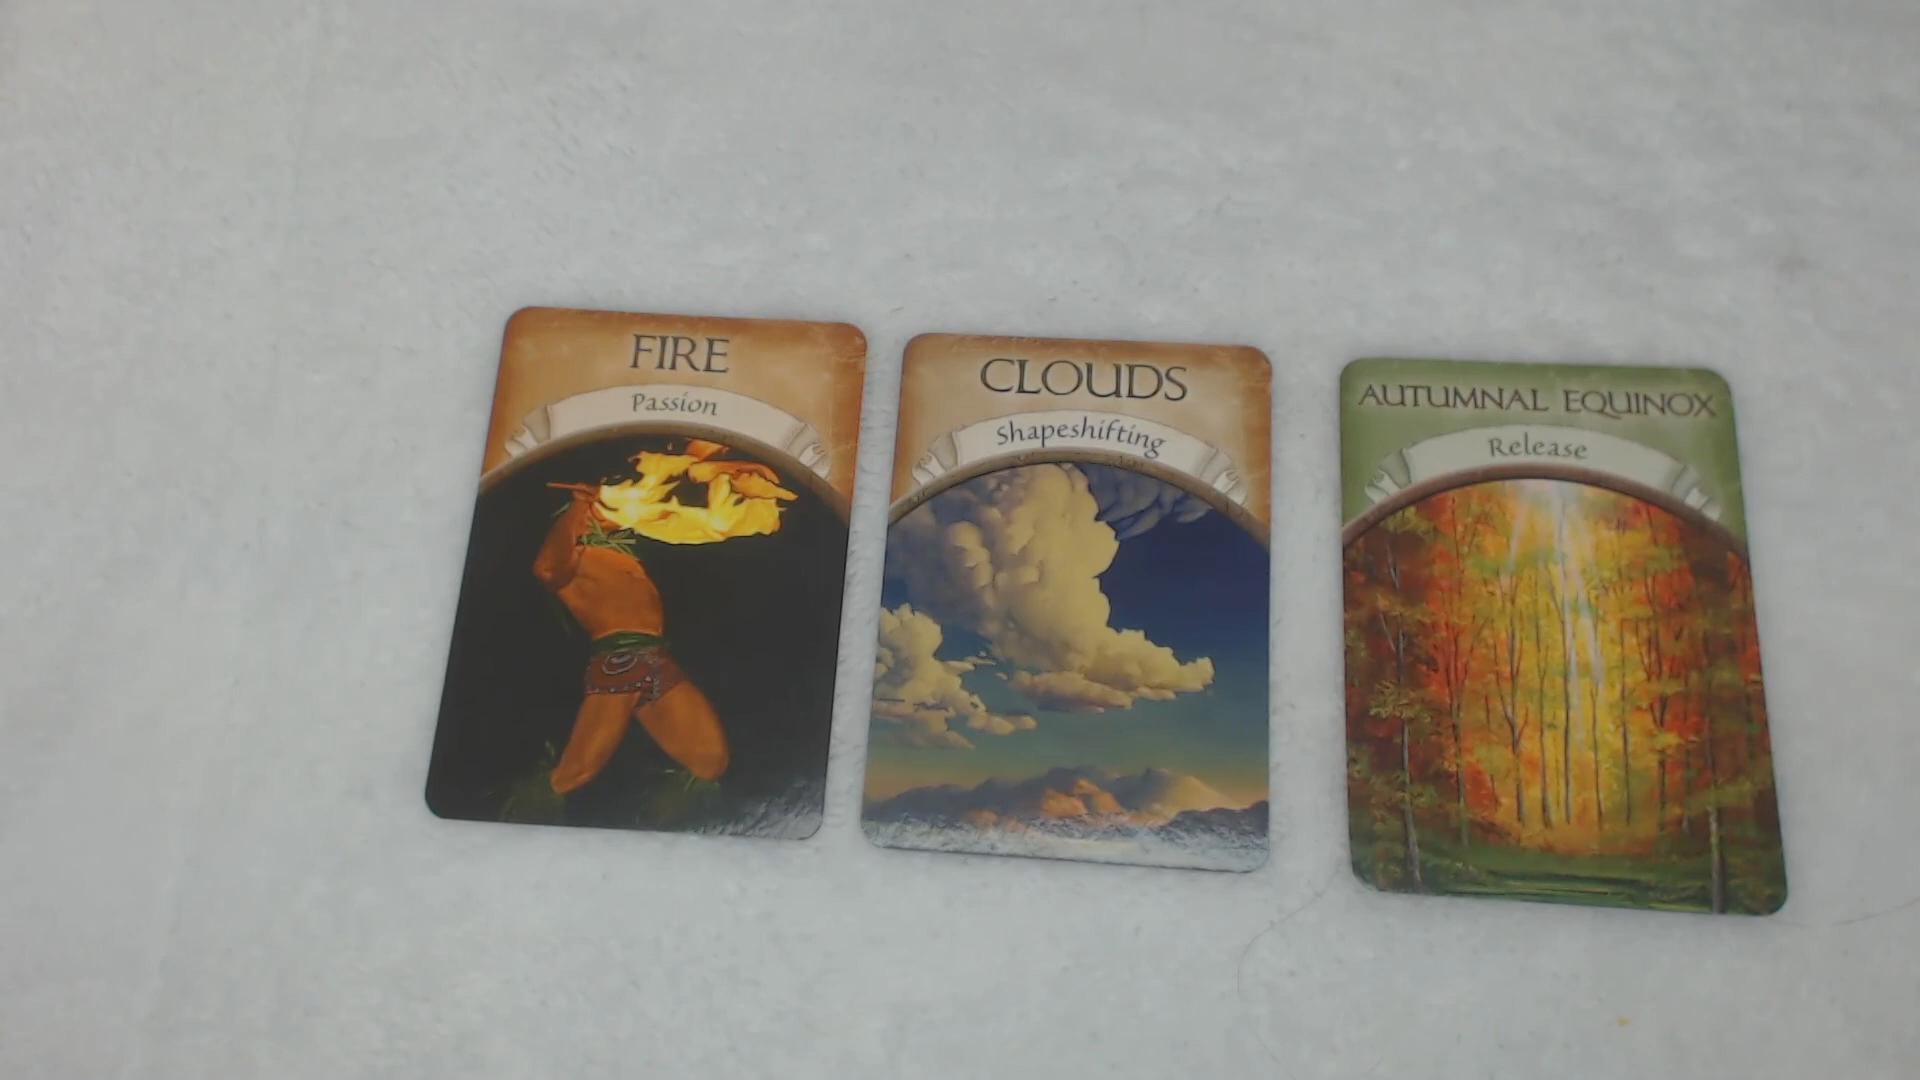 FIRE
Passion
CLOUDS
Shapeshifting
AUTUMNAL EQUINOX
Release